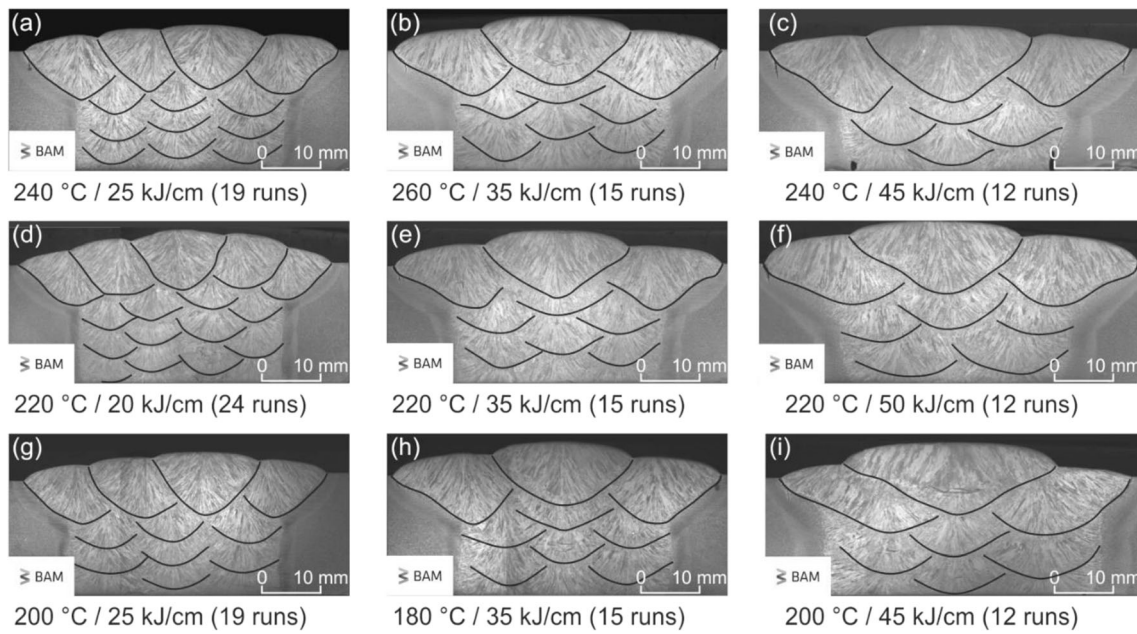 (a)
(b)
(c)
BAM
0 10 mm
BAM
0 10 mm
BAM
0 10 mm
240 °C / 25 kJ/cm (19 runs)
260 °C / 35 kJ/cm (15 runs)
240 °C / 45 kJ/cm (12 runs)
(d)
(e)
(f)
BAM
0 10 mm
BAM
0 10 mm
BAM
0 10 mm
220 °C / 20 kJ/cm (24 runs)
220 °C / 35 kJ/cm (15 runs)
220 °C / 50 kJ/cm (12 runs)
(g)
(h)
(i)
BAM
0 10 mm
BAM
0 10 mm
BAM
0 10 mm
200 °C / 25 kJ/cm (19 runs)
180 °C / 35 kJ/cm (15 runs)
200 °C / 45 kJ/cm (12 runs)